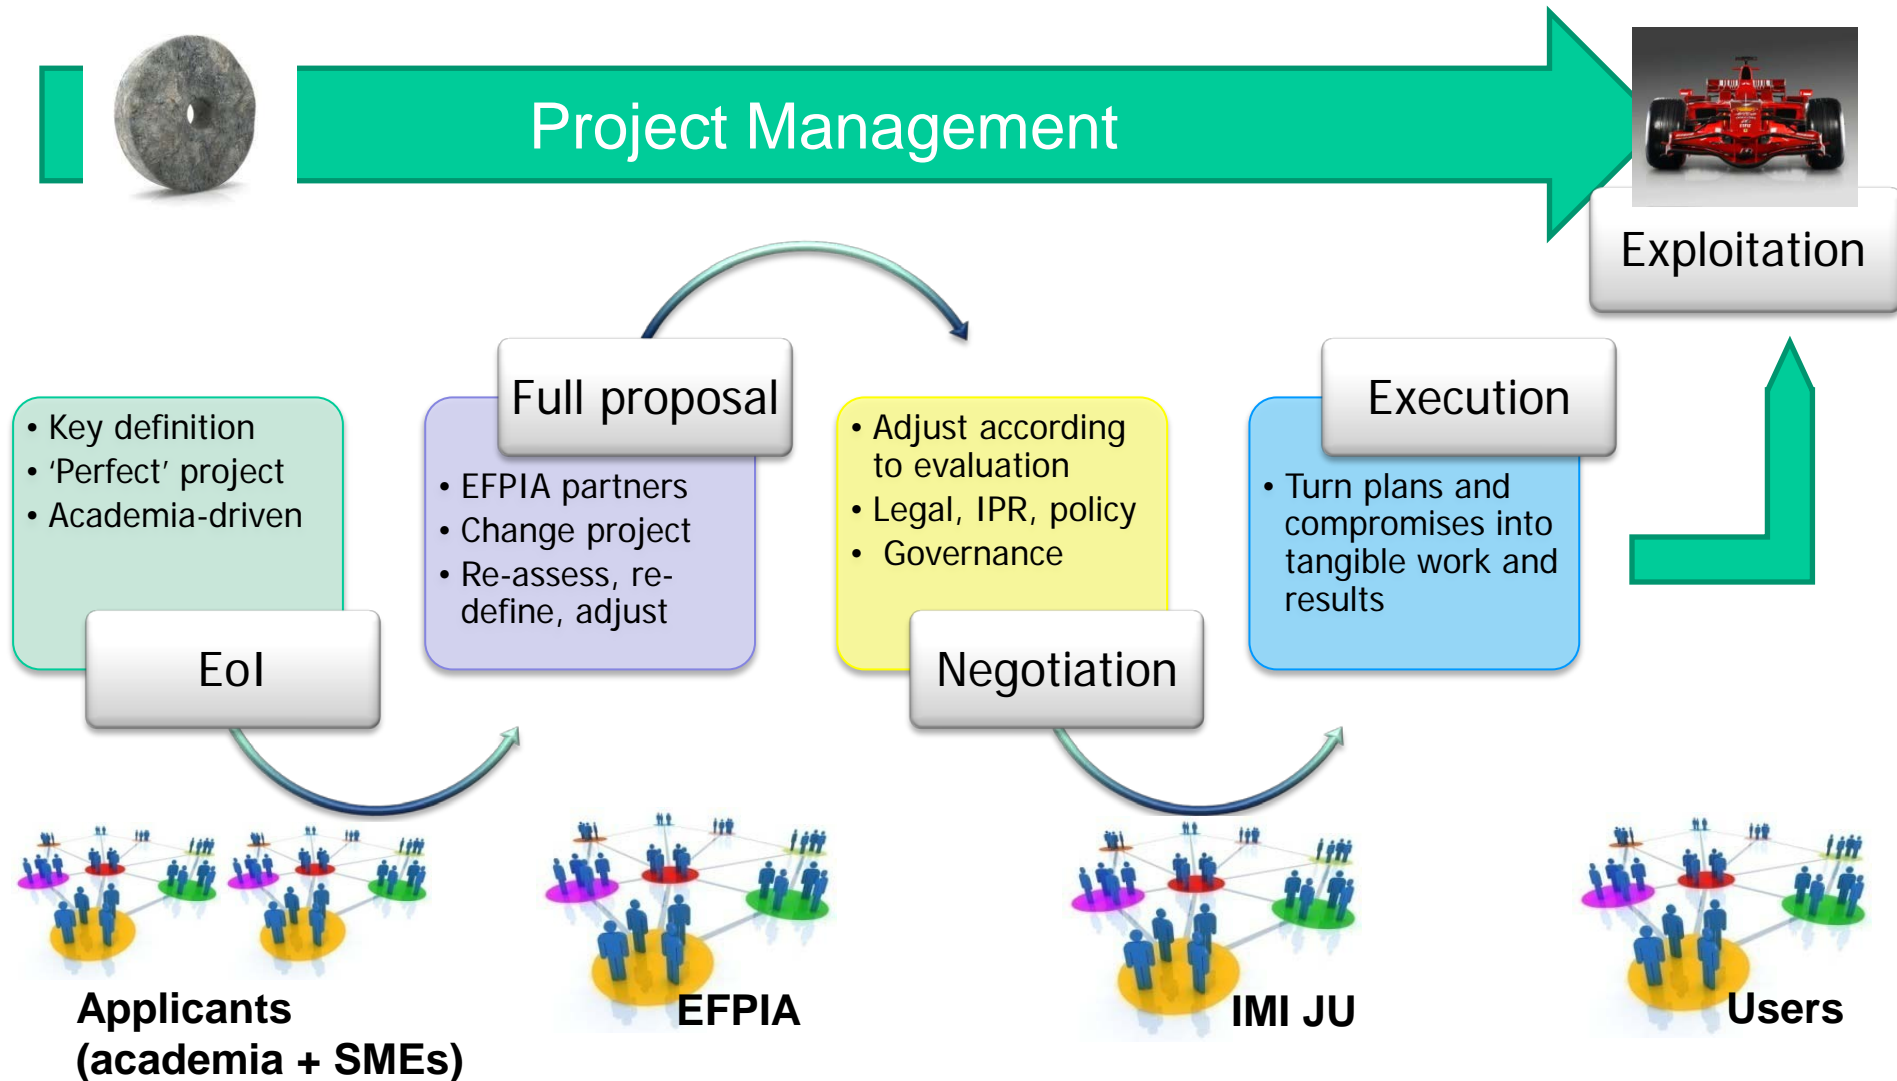 Project Management
Exploitation
• Key definition
• ‘Perfect’ project
• Academia-driven
EoI
Full proposal
• EFPIA partners
• Change project
• Re-assess, re-
define, adjust
• Adjust according
to evaluation
• Legal, IPR, policy
• Governance
Negotiation
Execution
• Turn plans and
compromises into
tangible work and
results
Applicants
(academia + SMEs)
EFPIA
IMI JU
Users